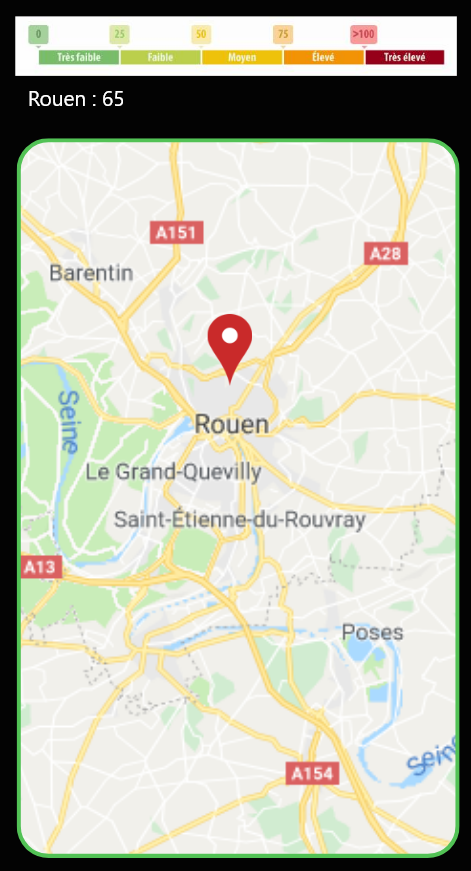 0 25 50 75 >100
Très faible Faible Moyen Élevé Très élevé
Rouen : 65
A151
A28
Barentin
Seine
Rouen
Le Grand-Quevilly
Saint-Étienne-du-Rouvray
A13
Poses
Seine
A154